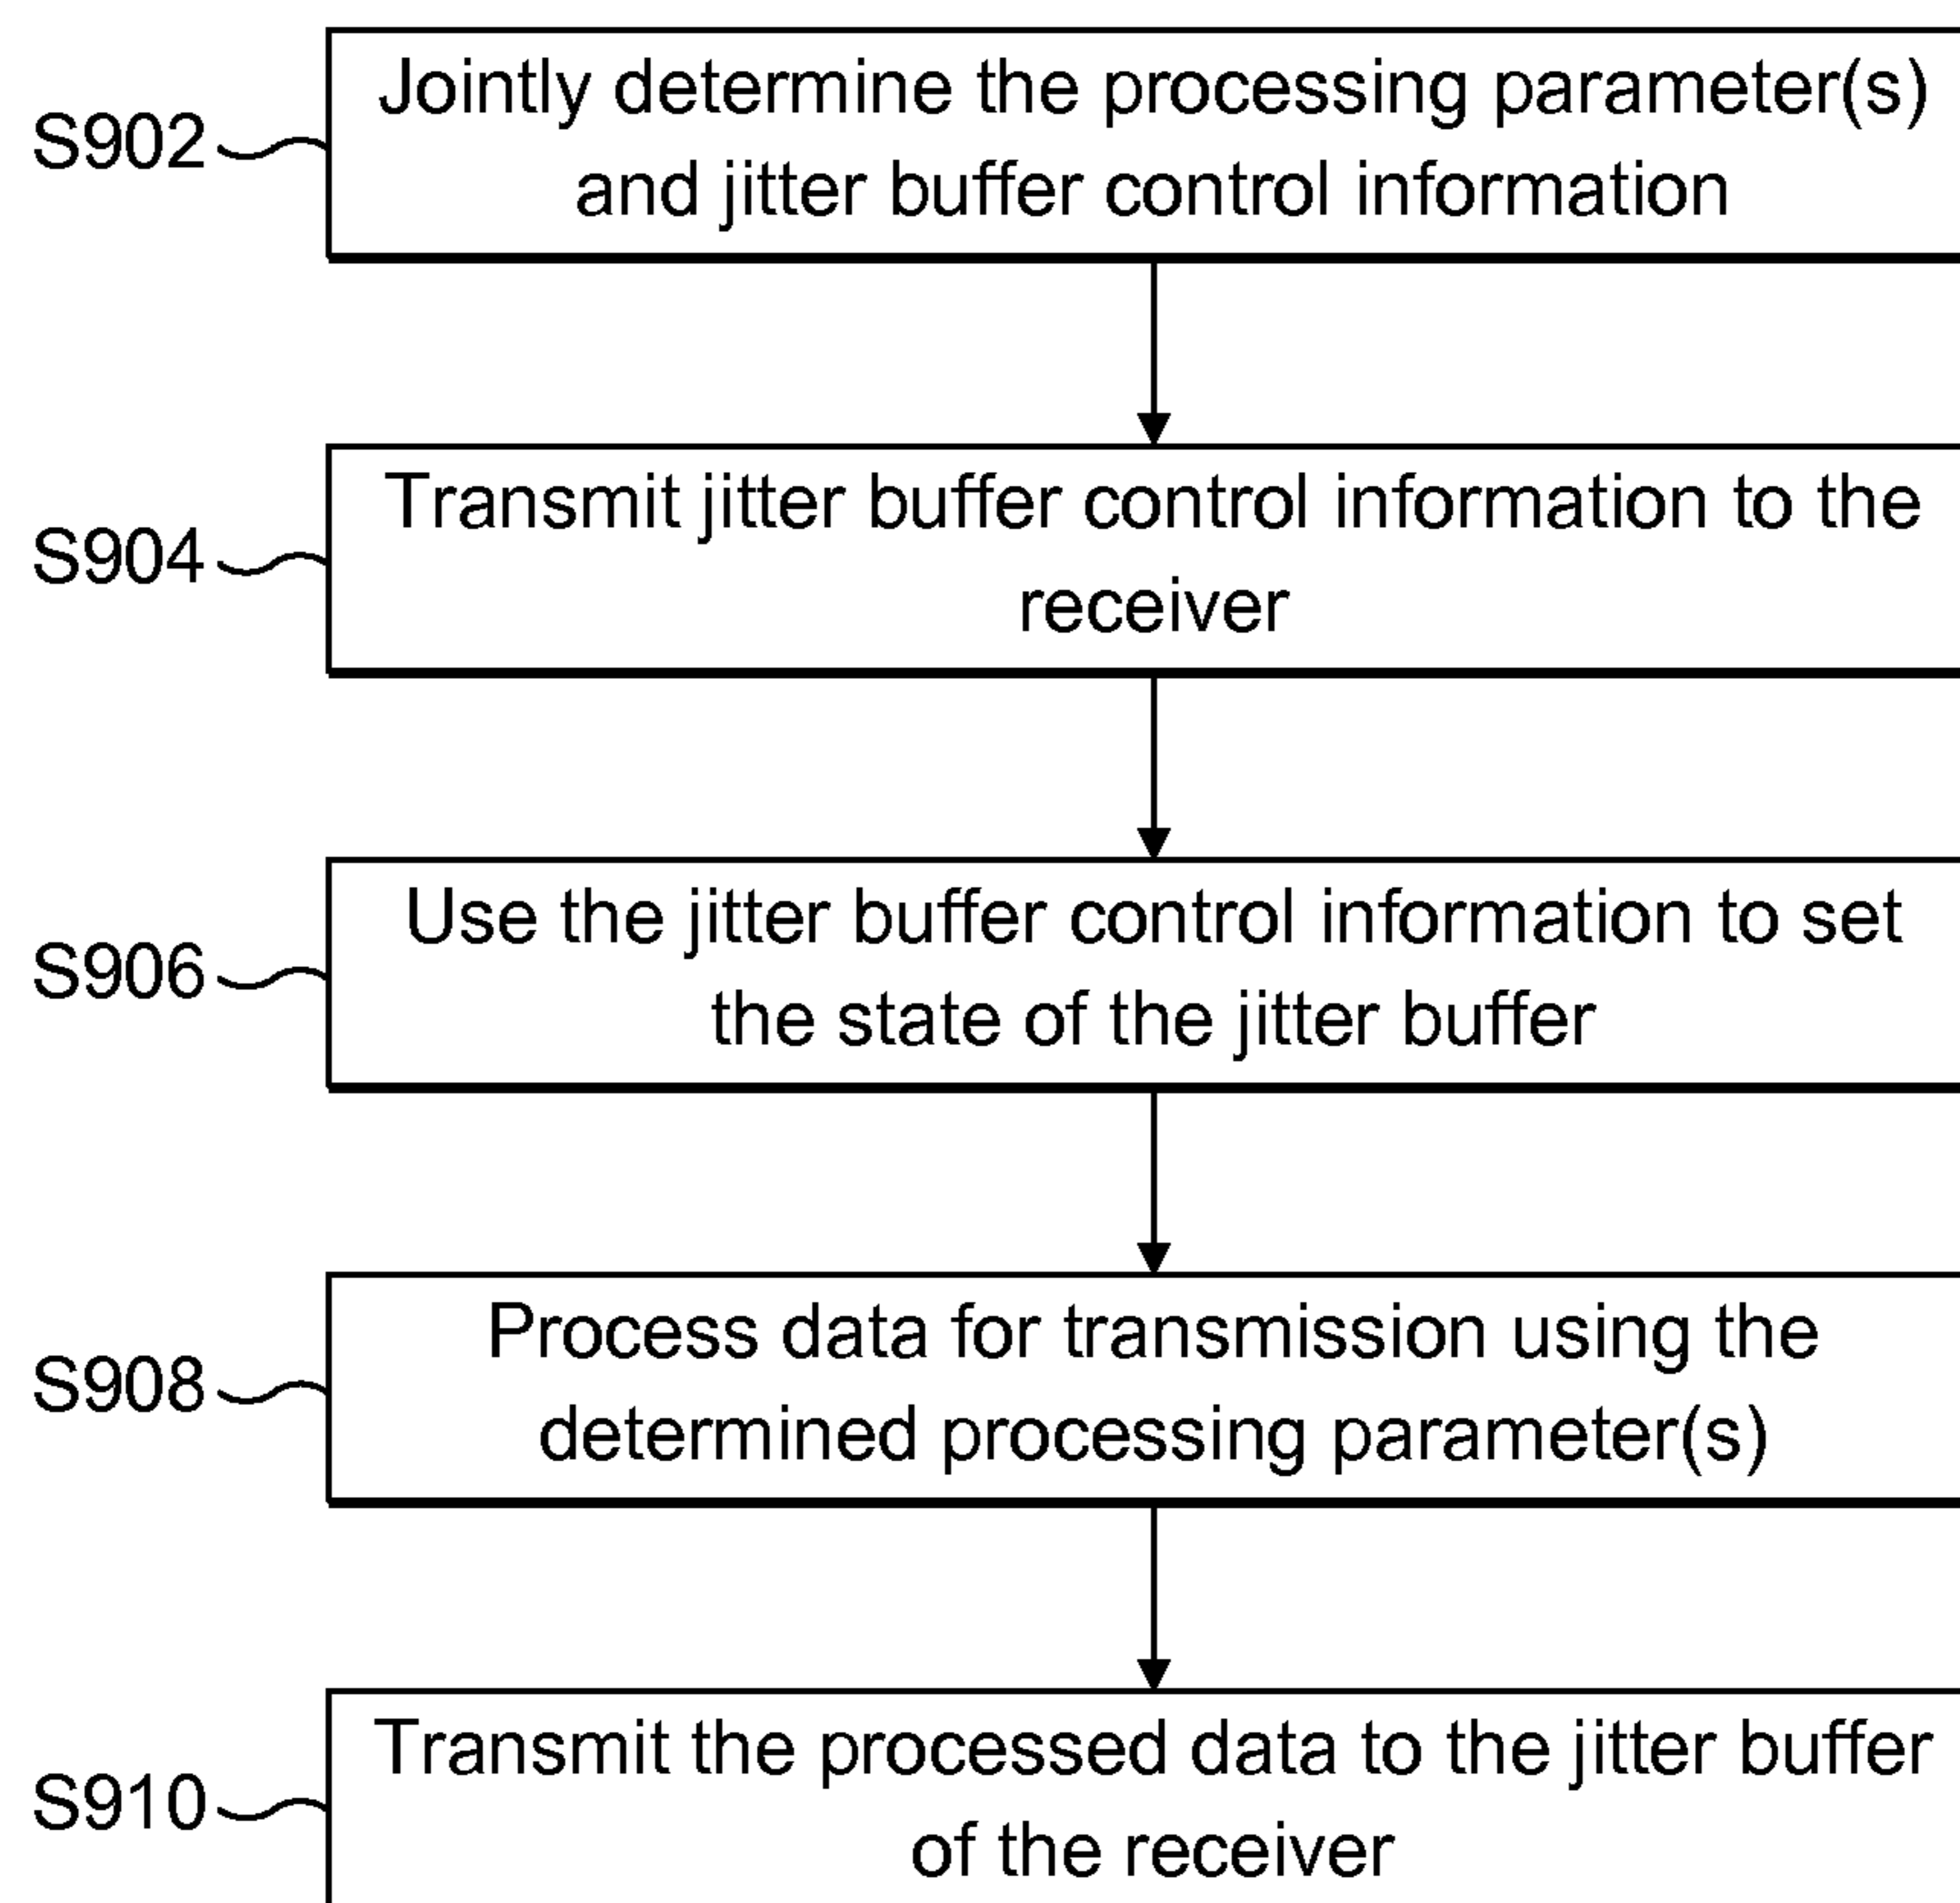 S902
Jointly determine the processing parameter(s)
and jitter buffer control information
S904
Transmit jitter buffer control information to the
receiver
S906
Use the jitter buffer control information to set
the state of the jitter buffer
S908
Process data for transmission using the
determined processing parameter(s)
S910
Transmit the processed data to the jitter buffer
of the receiver